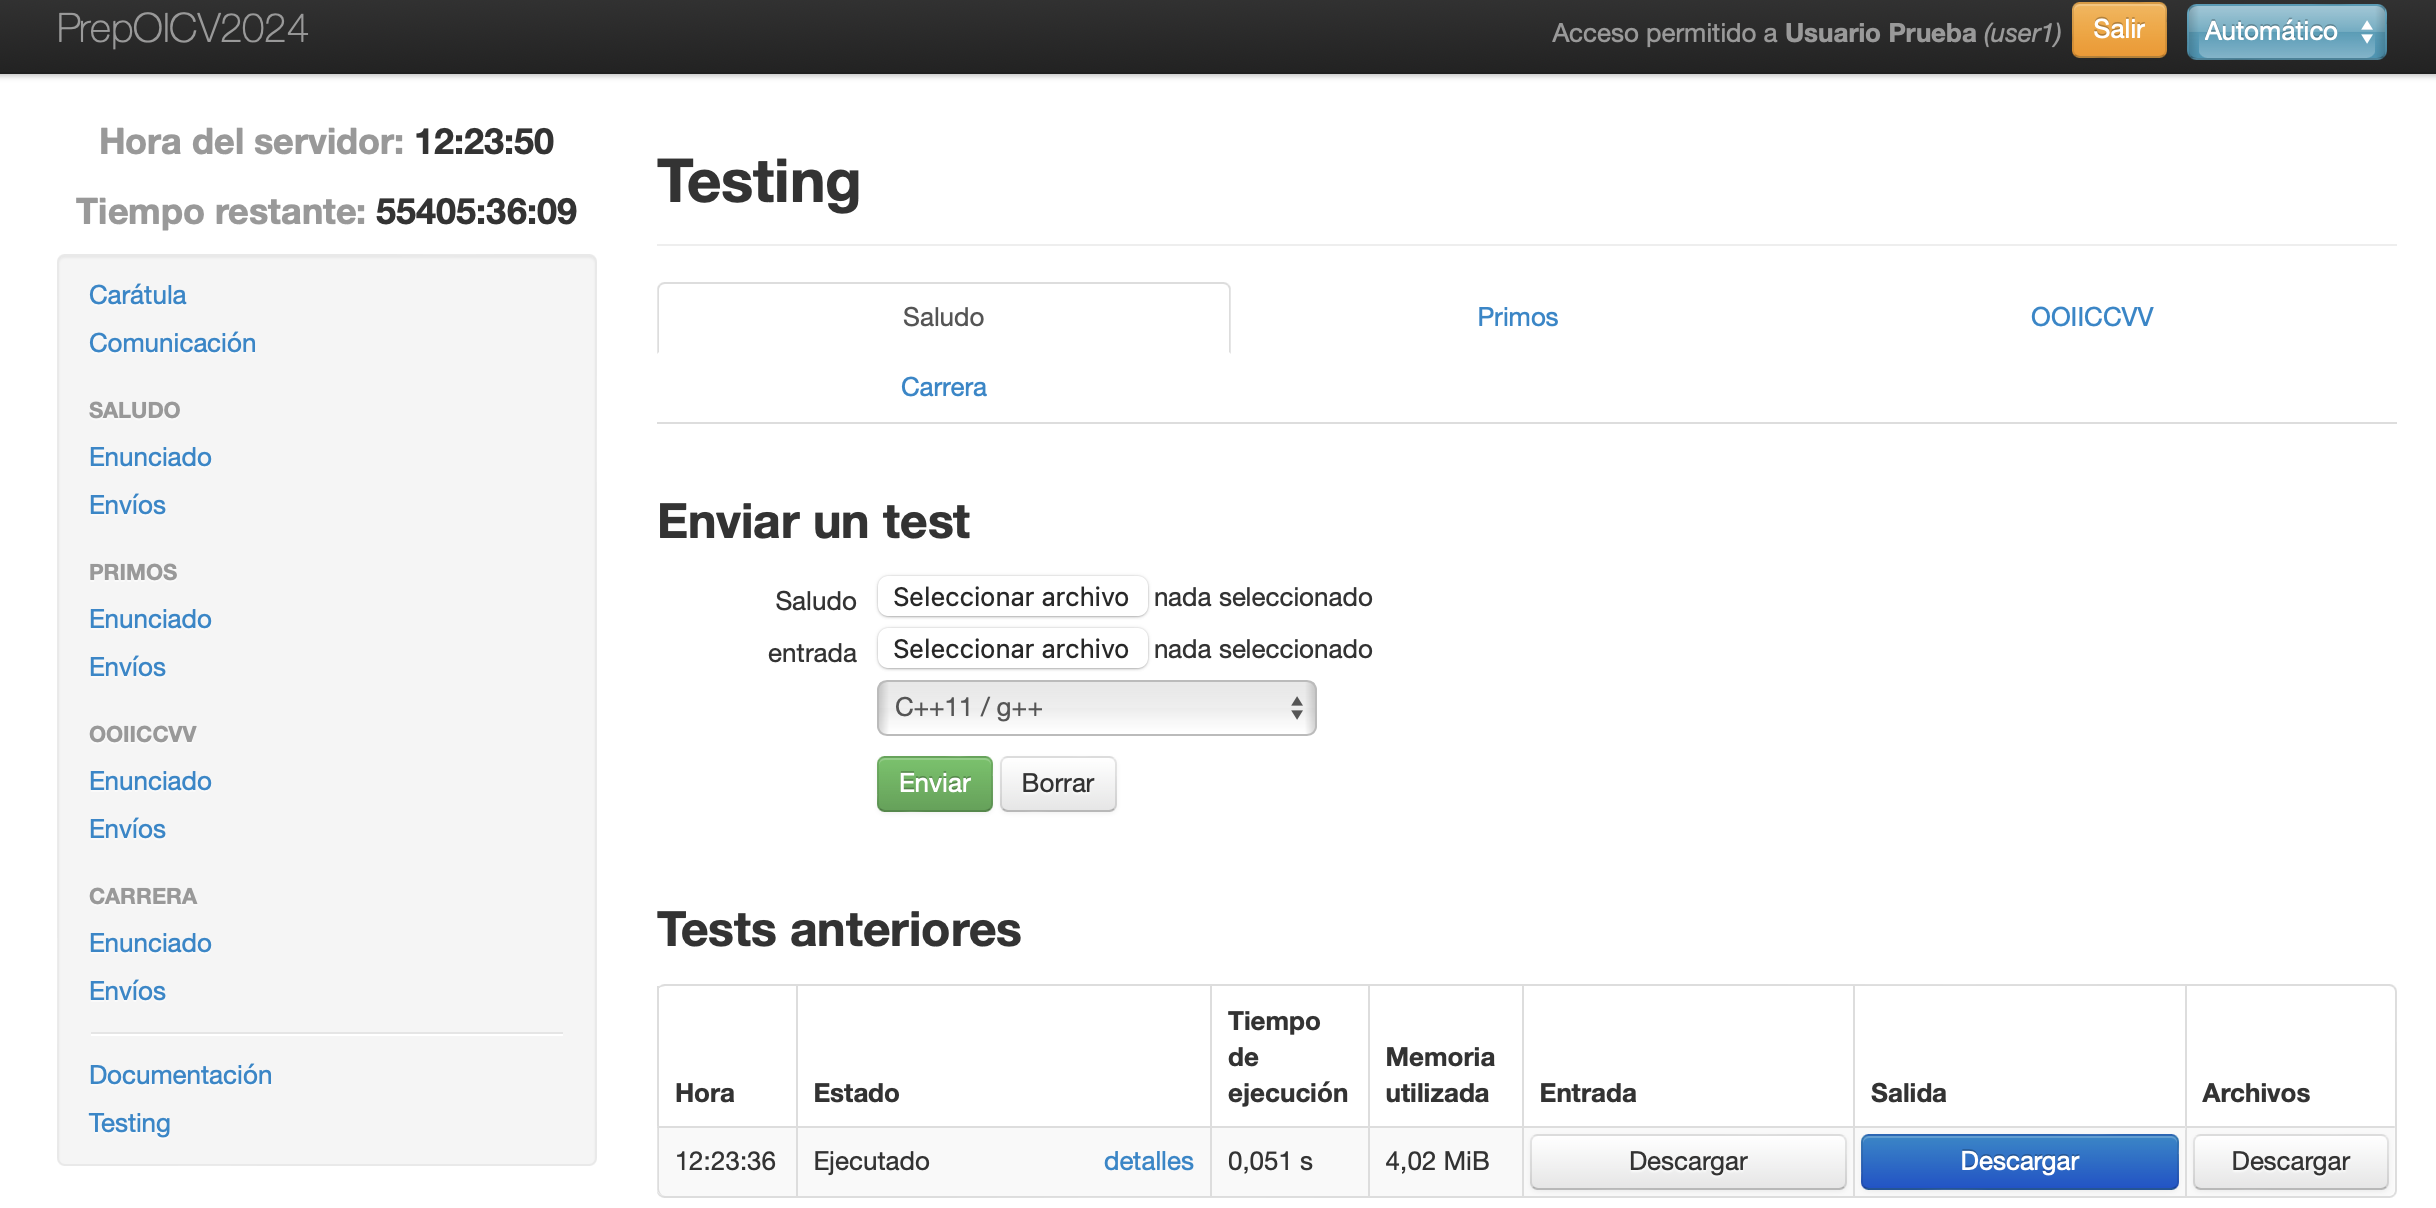 PrepOICV2024
Acceso permitido a Usuario Prueba (user1)
Salir
Automático
Hora del servidor: 12:23:50
Tiempo restante: 55405:36:09
Carátula
Comunicación
SALUDO
Enunciado
Envíos
PRIMOS
Enunciado
Envíos
OOIICCVV
Enunciado
Envíos
CARRERA
Enunciado
Envíos
Documentación
Testing
Testing
Saludo
Primos
OOIICCVV
Carrera
Enviar un test
Saludo Seleccionar archivo nada seleccionado
entrada Seleccionar archivo nada seleccionado
C++11 / g++
Enviar Borrar
Tests anteriores
Hora Estado Tiempo de ejecución Memoria utilizada Entrada Salida Archivos
12:23:36 Ejecutado detalles 0,051 s 4,02 MiB Descargar Descargar Descargar